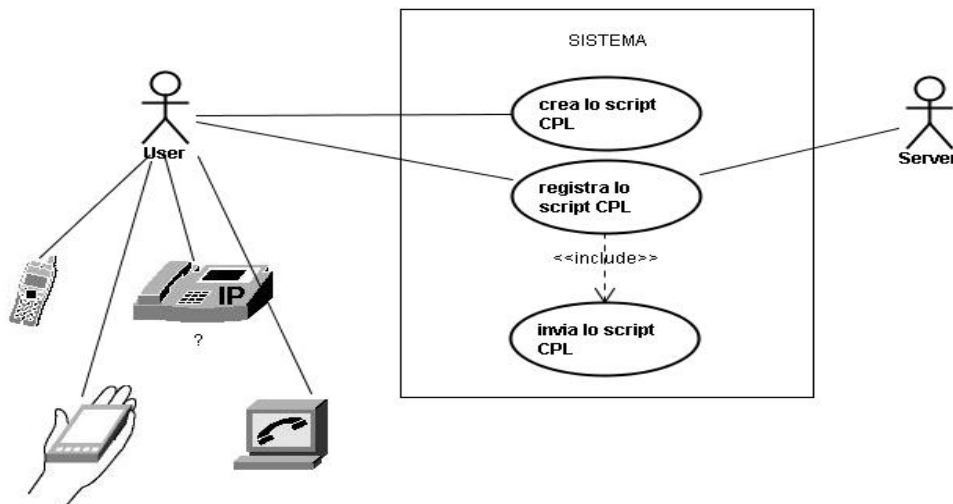 SISTEMA
crea lo script
CPL
User
Server
registra lo
script CPL
<<include>>
IP
?
invia lo script
CPL